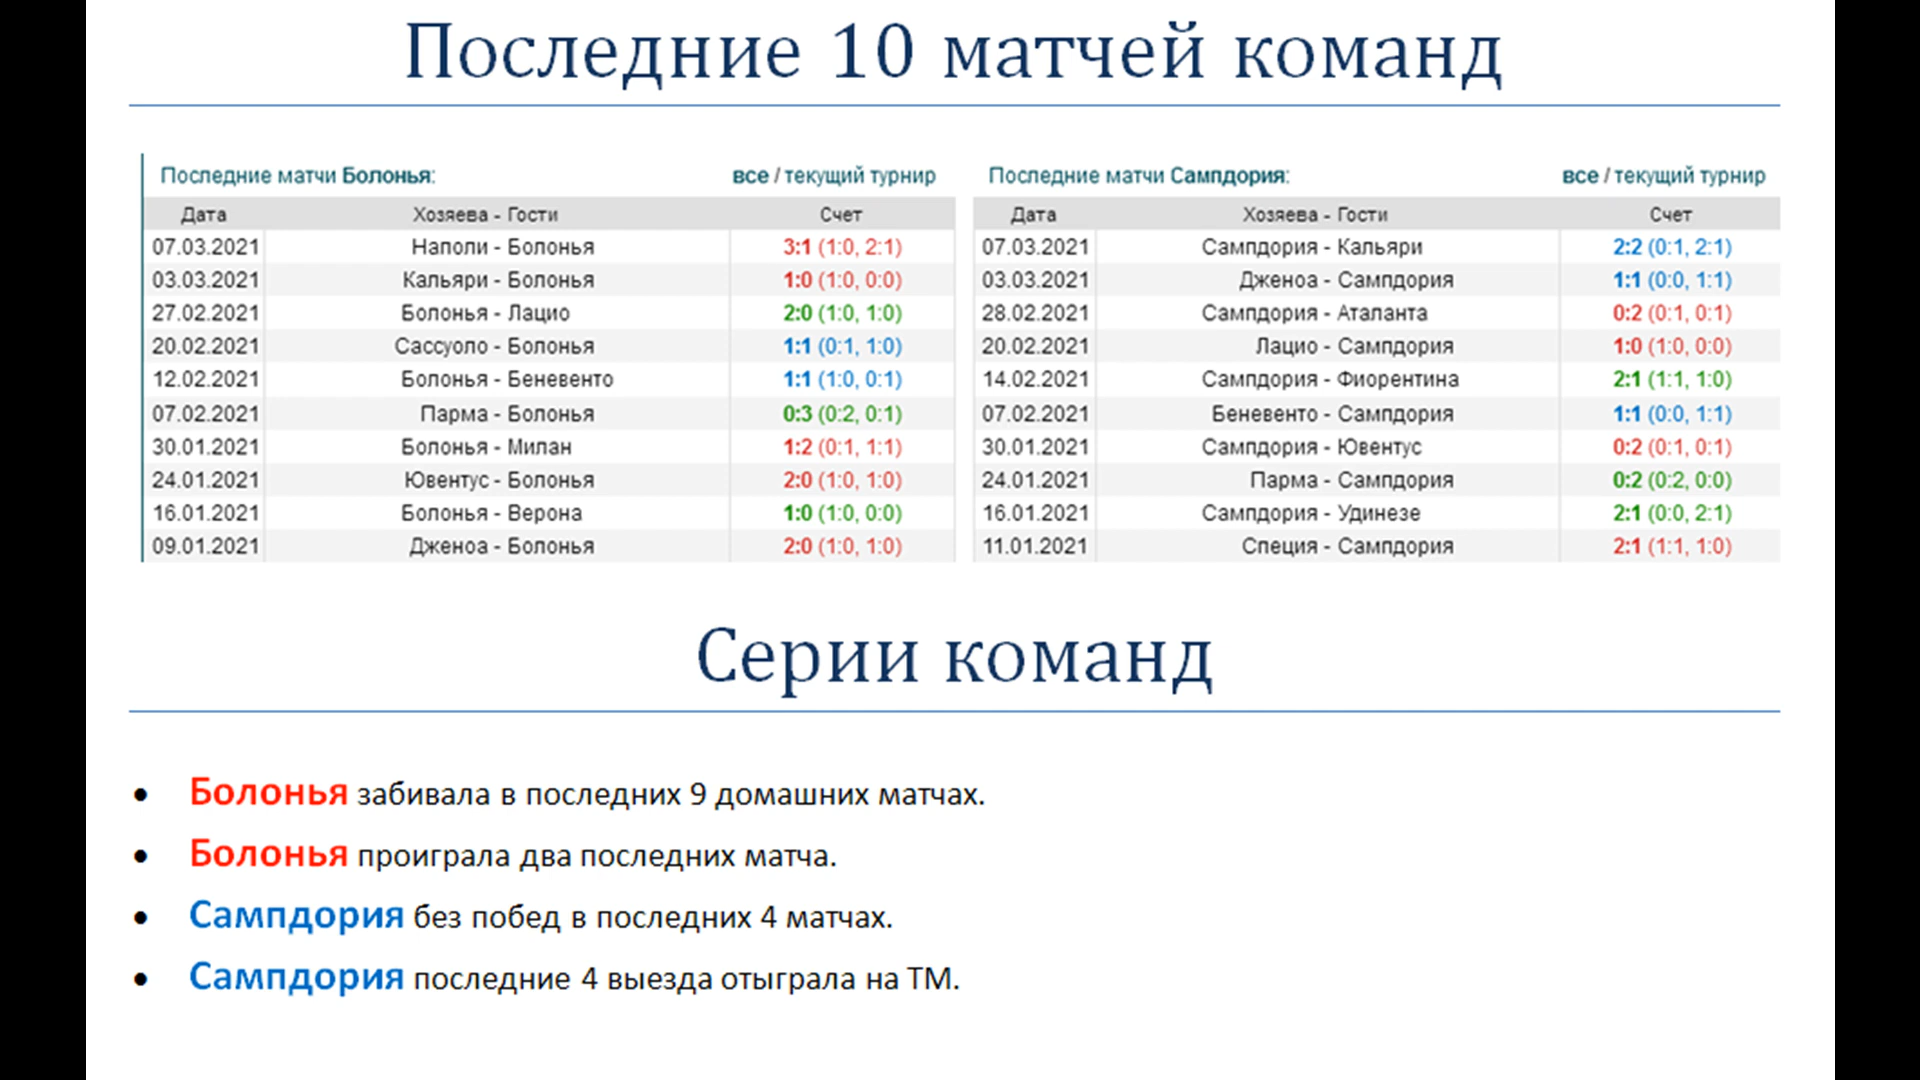 Последние 10 матчей команд
Последние матчи Болонья: все / текущий турнир
Дата Хозяева - Гости Счет
07.03.2021 Наполи - Болонья 3:1 (1:0, 2:1)
03.03.2021 Кальяри - Болонья 1:0 (1:0, 0:0)
27.02.2021 Болонья - Лацио 2:0 (1:0, 1:0)
20.02.2021 Сассуоло - Болонья 1:1 (0:1, 1:0)
12.02.2021 Болонья - Беневенто 1:1 (1:0, 0:1)
07.02.2021 Парма - Болонья 0:3 (0:2, 0:1)
30.01.2021 Болонья - Милан 1:2 (0:1, 1:1)
24.01.2021 Ювентус - Болонья 2:0 (1:0, 1:0)
16.01.2021 Болонья - Верона 1:0 (1:0, 0:0)
09.01.2021 Дженоа - Болонья 2:0 (1:0, 1:0)
Последние матчи Сампдория: все / текущий турнир
Дата Хозяева - Гости Счет
07.03.2021 Сампдория - Кальяри 2:2 (0:1, 2:1)
03.03.2021 Дженоа - Сампдория 1:1 (0:0, 1:1)
28.02.2021 Сампдория - Аталанта 0:2 (0:1, 0:1)
20.02.2021 Лацио - Сампдория 1:0 (1:0, 0:0)
14.02.2021 Сампдория - Фиорентина 2:1 (1:1, 1:0)
07.02.2021 Беневенто - Сампдория 1:1 (0:0, 1:1)
30.01.2021 Сампдория - Ювентус 0:2 (0:1, 0:1)
24.01.2021 Парма - Сампдория 0:2 (0:2, 0:0)
16.01.2021 Сампдория - Удинезе 2:1 (0:0, 2:1)
11.01.2021 Специя - Сампдория 2:1 (1:1, 1:0)
Серии команд
• Болонья забивала в последних 9 домашних матчах.
• Болонья проиграла два последних матча.
• Сампдория без побед в последних 4 матчах.
• Сампдория последние 4 выезда отыграла на ТМ.